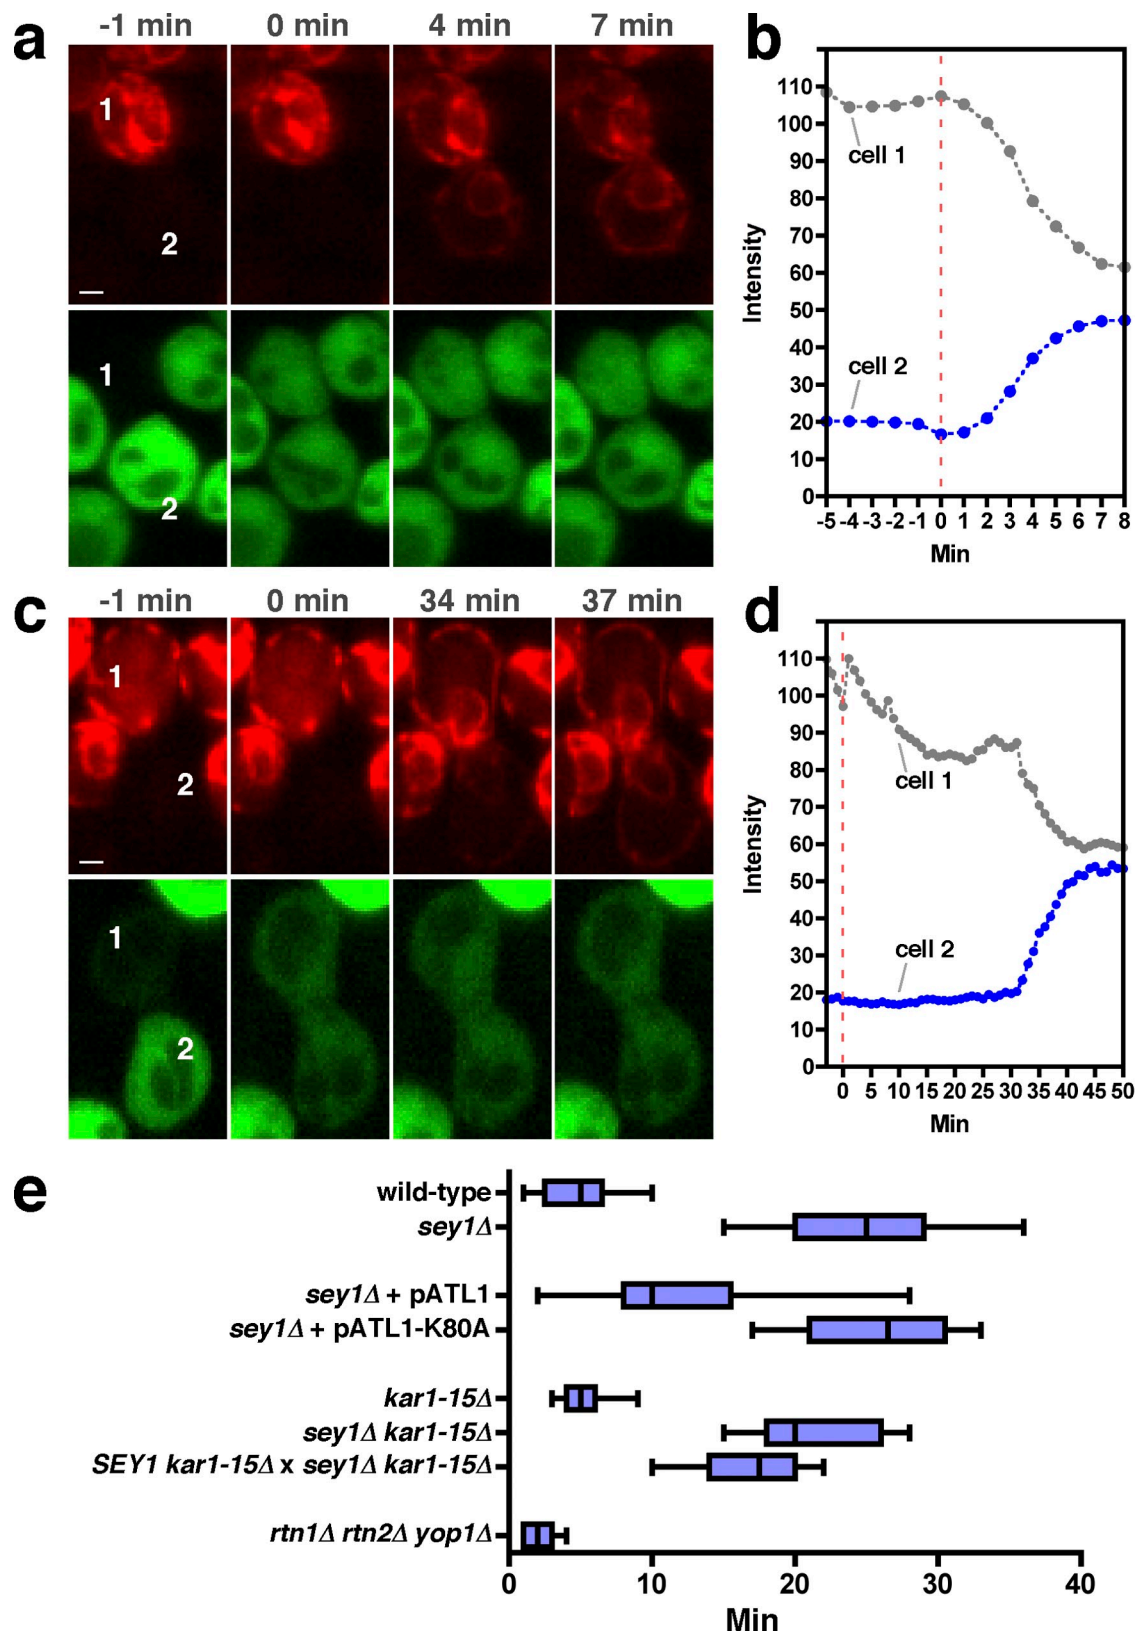 a
-1 min 0 min 4 min 7 min
1
2
1
2
b
110
100
90
80
70
60
50
40
30
20
10
0
Intensity
cell 1
cell 2
-5 -4 -3 -2 -1 0 1 2 3 4 5 6 7 8
Min
c
-1 min 0 min 34 min 37 min
1
2
1
2
d
110
100
90
80
70
60
50
40
30
20
10
0
Intensity
cell 1
cell 2
0 5 10 15 20 25 30 35 40 45 50
Min
e
wild-type
sey1Δ
sey1Δ + pATL1
sey1Δ + pATL1-K80A
kar1-15Δ
sey1Δ kar1-15Δ
SEY1 kar1-15Δ x sey1Δ kar1-15Δ
rtn1Δ rtn2Δ yop1Δ
0 10 20 30 40
Min